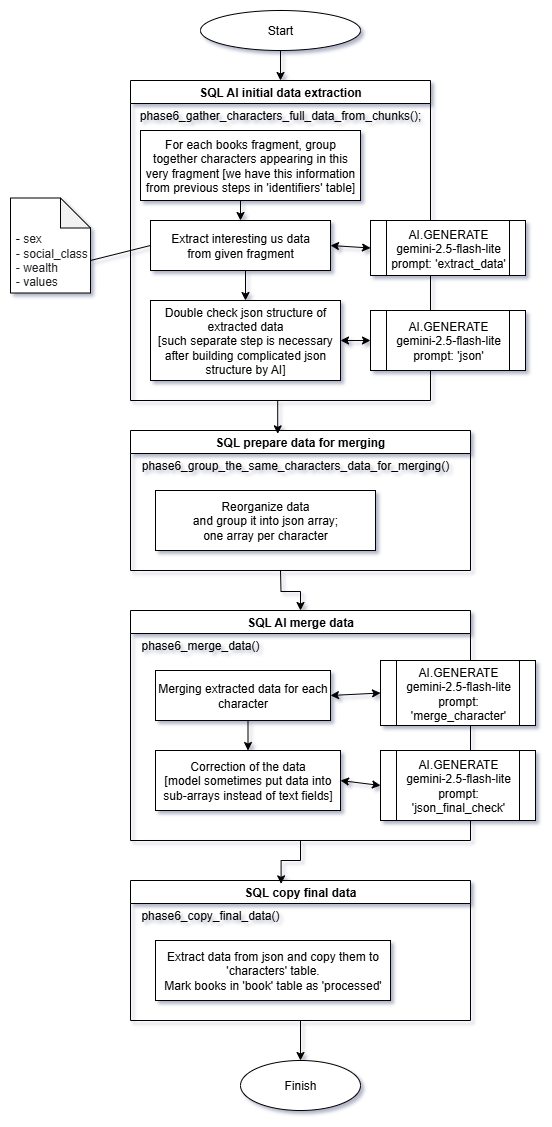 Start
SQL AI initial data extraction
phase6_gather_characters_full_data_from_chunks();
For each books fragment, group
together characters appearing in this
very fragment [we have this information
from previous steps in 'identifiers' table]
- sex
- social_class
- wealth
- values
Extract interesting us data
from given fragment
AI.GENERATE
gemini-2.5-flash-lite
prompt: 'extract_data'
Double check json structure of
extracted data
[such separate step is necessary
after building complicated json
structure by AI]
AI.GENERATE
gemini-2.5-flash-lite
prompt: 'json'
SQL prepare data for merging
phase6_group_the_same_characters_data_for_merging()
Reorganize data
and group it into json array;
one array per character
SQL AI merge data
phase6_merge_data()
Merging extracted data for each
character
AI.GENERATE
gemini-2.5-flash-lite
prompt:
'merge_character'
Correction of the data
[model sometimes put data into
sub-arrays instead of text fields]
AI.GENERATE
gemini-2.5-flash-lite
prompt:
'json_final_check'
SQL copy final data
phase6_copy_final_data()
Extract data from json and copy them to
'characters' table.
Mark books in 'book' table as 'processed'
Finish